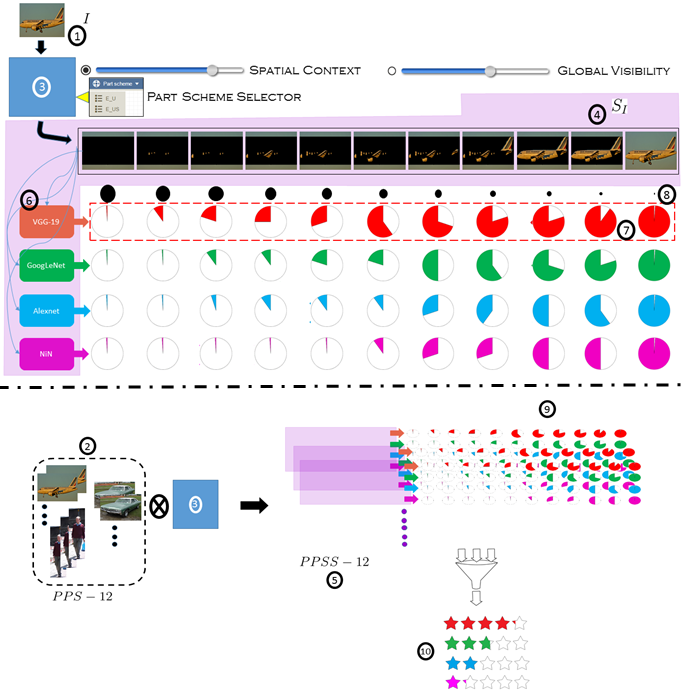 I
1
3
SPATIAL CONTEXT
GLOBAL VISIBILITY
Part scheme
E_U
E_US
PART SCHEME SELECTOR
4
S_I
6
8
VGG-19
7
GoogLeNet
Alexnet
NiN
9
2
3
PPS − 12
PPSS − 12
5
10